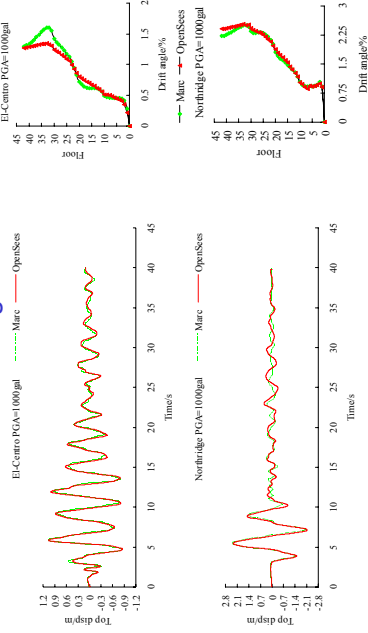 El-Centro PGA=1000gal
Marc
OpenSees
1.2
0.9
0.6
0.3
0
-0.3
-0.6
-0.9
-1.2
Top disp/m
0 5 10 15 20 25 30 35 40 45
Time/s
El-Centro PGA=1000gal
45
40
35
30
25
20
15
10
5
0
Floor
0 0.5 1 1.5 2
Drift angle/%
Marc OpenSees
Northridge PGA=1000gal
Marc
OpenSees
2.8
2.1
1.4
0.7
0
-0.7
-1.4
-2.1
-2.8
Top disp/m
0 5 10 15 20 25 30 35 40 45
Time/s
Northridge PGA=1000gal
45
40
35
30
25
20
15
10
5
0
Floor
0 0.75 1.5 2.25 3
Drift angle/%